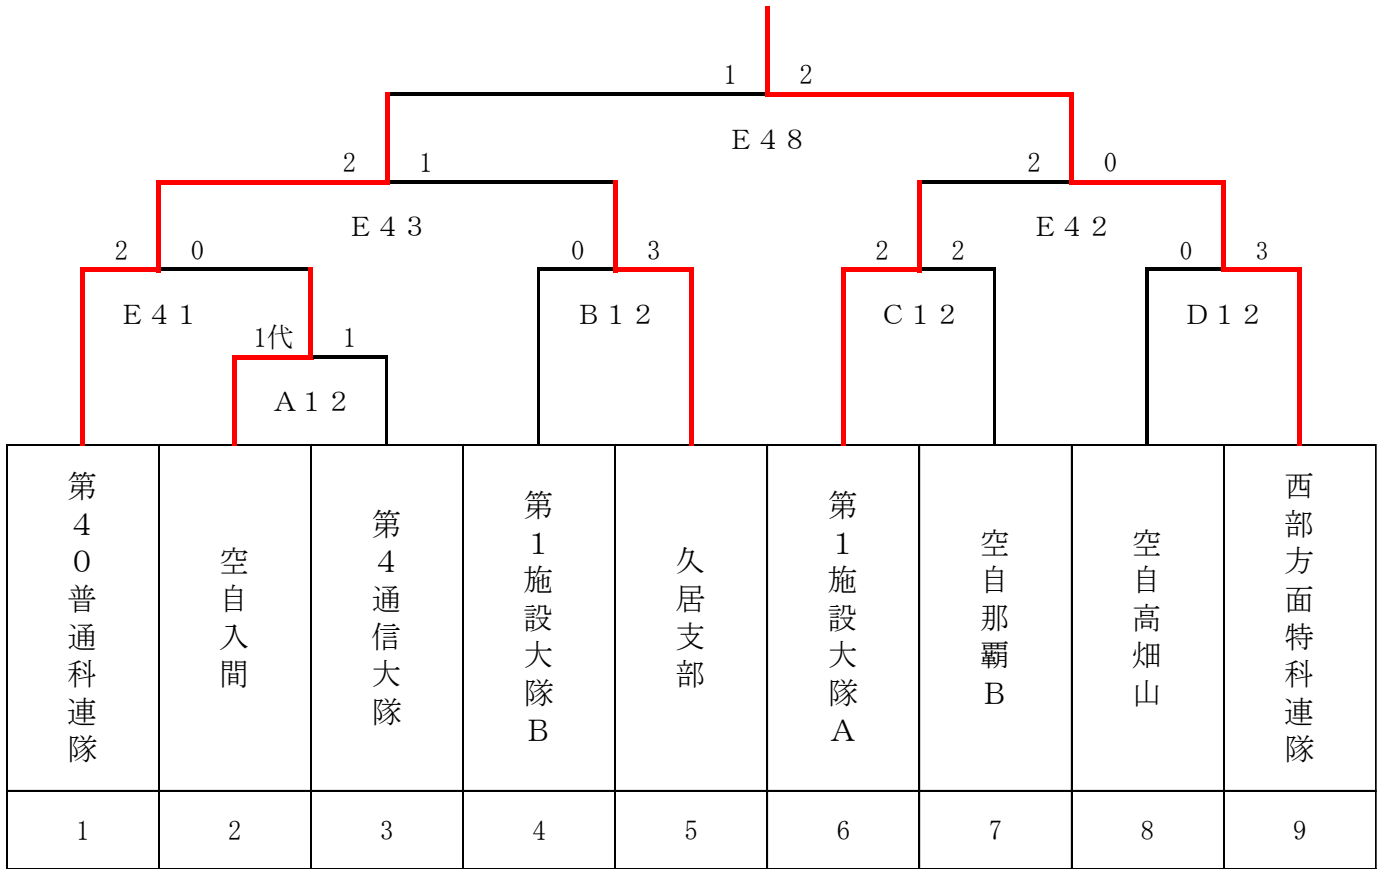 1 2
E48
2 1 2 0
E43 E42
2 0 0 3 2 2 0 3
E41 B12 C12 D12
1代 1
A12
第40普通科連隊
空自入間
第4通信大隊
第1施設大隊B
久居支部
第1施設大隊A
空自那覇B
空自高畑山
西部方面特科連隊
1 2 3 4 5 6 7 8 9